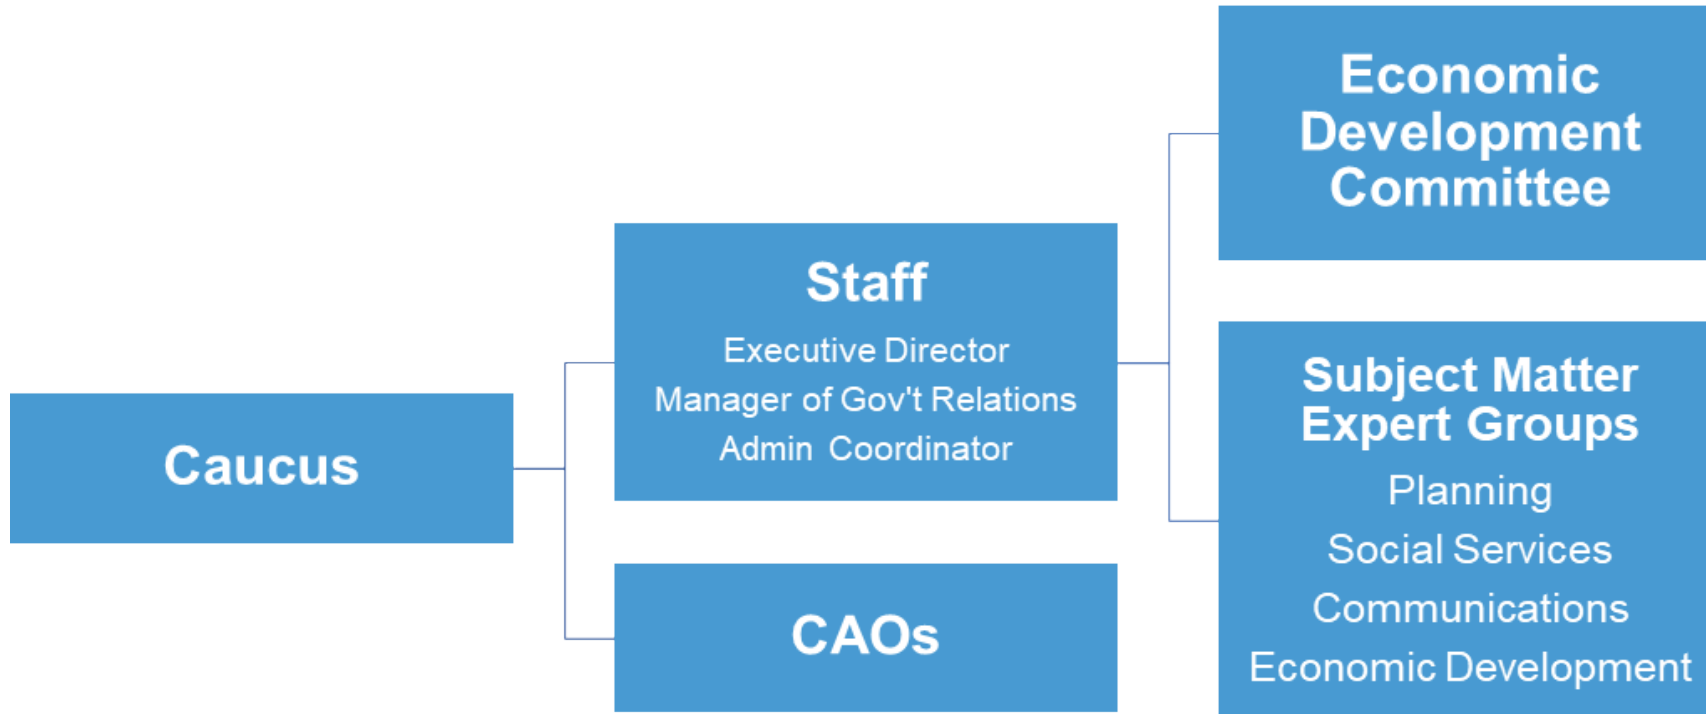 Caucus
Staff
Executive Director
Manager of Gov't Relations
Admin Coordinator
CAOs
Economic
Development
Committee
Subject Matter
Expert Groups
Planning
Social Services
Communications
Economic Development